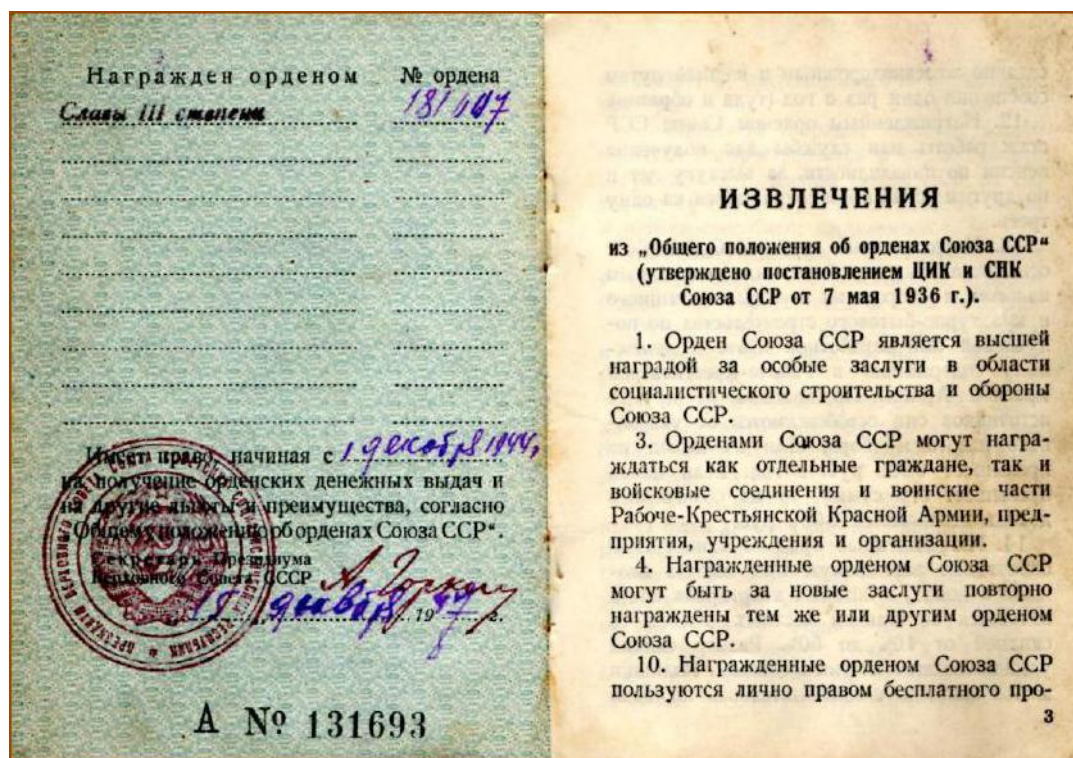 Награжден орденом № ордена
Славы III степени
Имеет право, начиная с 1 декабря 1944г
на получение орденских денежных выдач и
на другие льготы и преимущества, согласно
„Общему положению об орденах Союза ССР“.
Секретарь Президиума
Верховного Совета СССР А. Горкин
декабря 1947 г.
А № 131693
ИЗВЛЕЧЕНИЯ
из „Общего положения об орденах Союза ССР“
(утверждено постановлением ЦИК и СНК
Союза ССР от 7 мая 1936 г.).
1. Орден Союза ССР является высшей
наградой за особые заслуги в области
социалистического строительства и обороны
Союза ССР.
3. Орденами Союза ССР могут награ-
ждаться как отдельные граждане, так и
войсковые соединения и воинские части
Рабоче-Крестьянской Красной Армии, пред-
приятия, учреждения и организации.
4. Награжденные орденом Союза ССР
могут быть за новые заслуги повторно
награждены тем же или другим орденом
Союза ССР.
10. Награжденные орденом Союза ССР
пользуются лично правом бесплатного про-
3